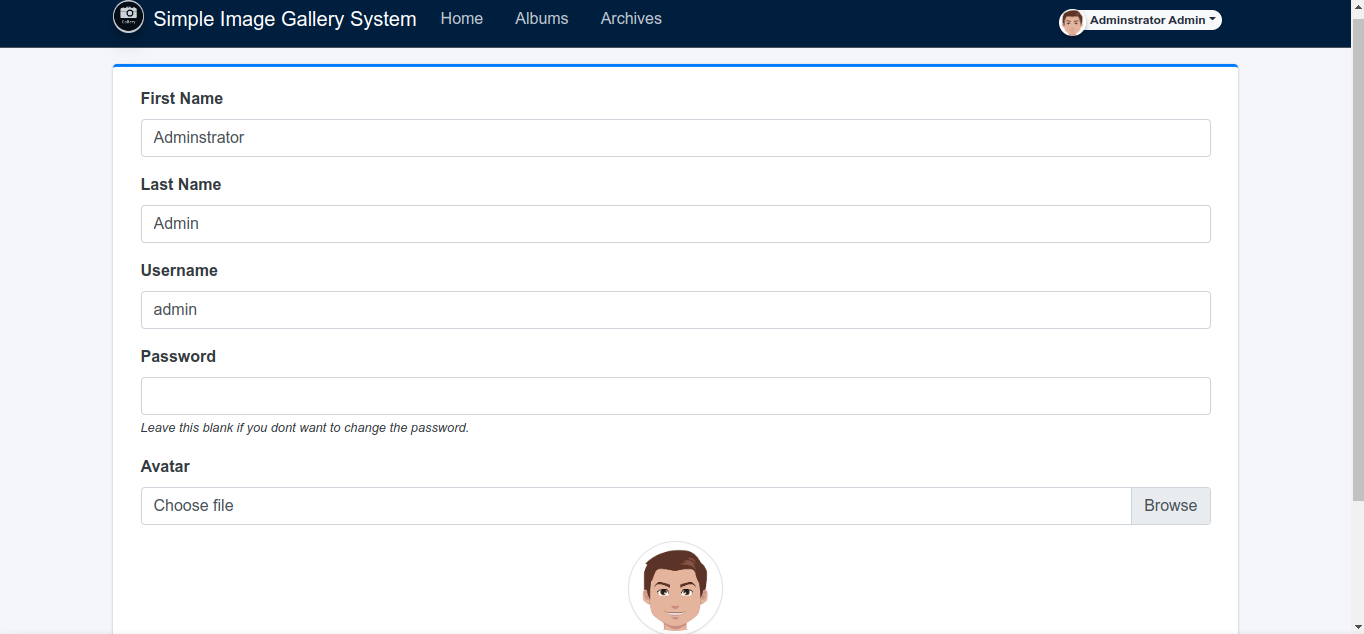 Gallery
Simple Image Gallery System Home Albums Archives Adminstrator Admin
First Name
Adminstrator
Last Name
Admin
Username
admin
Password
Leave this blank if you dont want to change the password.
Avatar
Choose file Browse